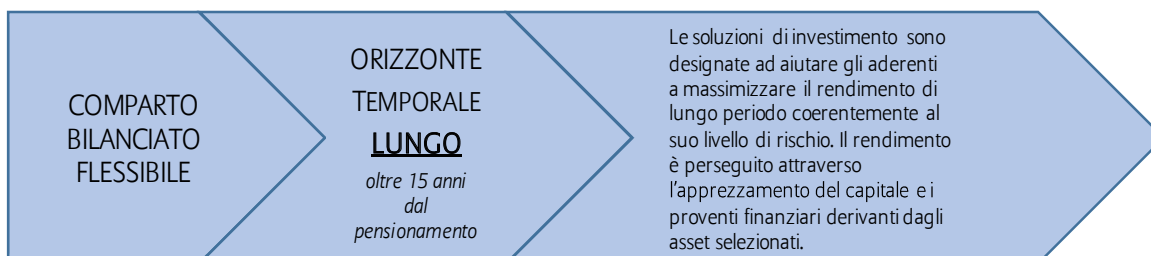 COMPARTO
BILANCIATO
FLESSIBILE
ORIZZONTE
TEMPORALE
LUNGO
oltre 15 anni
dal
pensionamento
Le soluzioni di investimento sono
designate ad aiutare gli aderenti
a massimizzare il rendimento di
lungo periodo coerentemente al
suo livello di rischio. Il rendimento
è perseguito attraverso
l'apprezzamento del capitale e i
proventi finanziari derivanti dagli
asset selezionati.